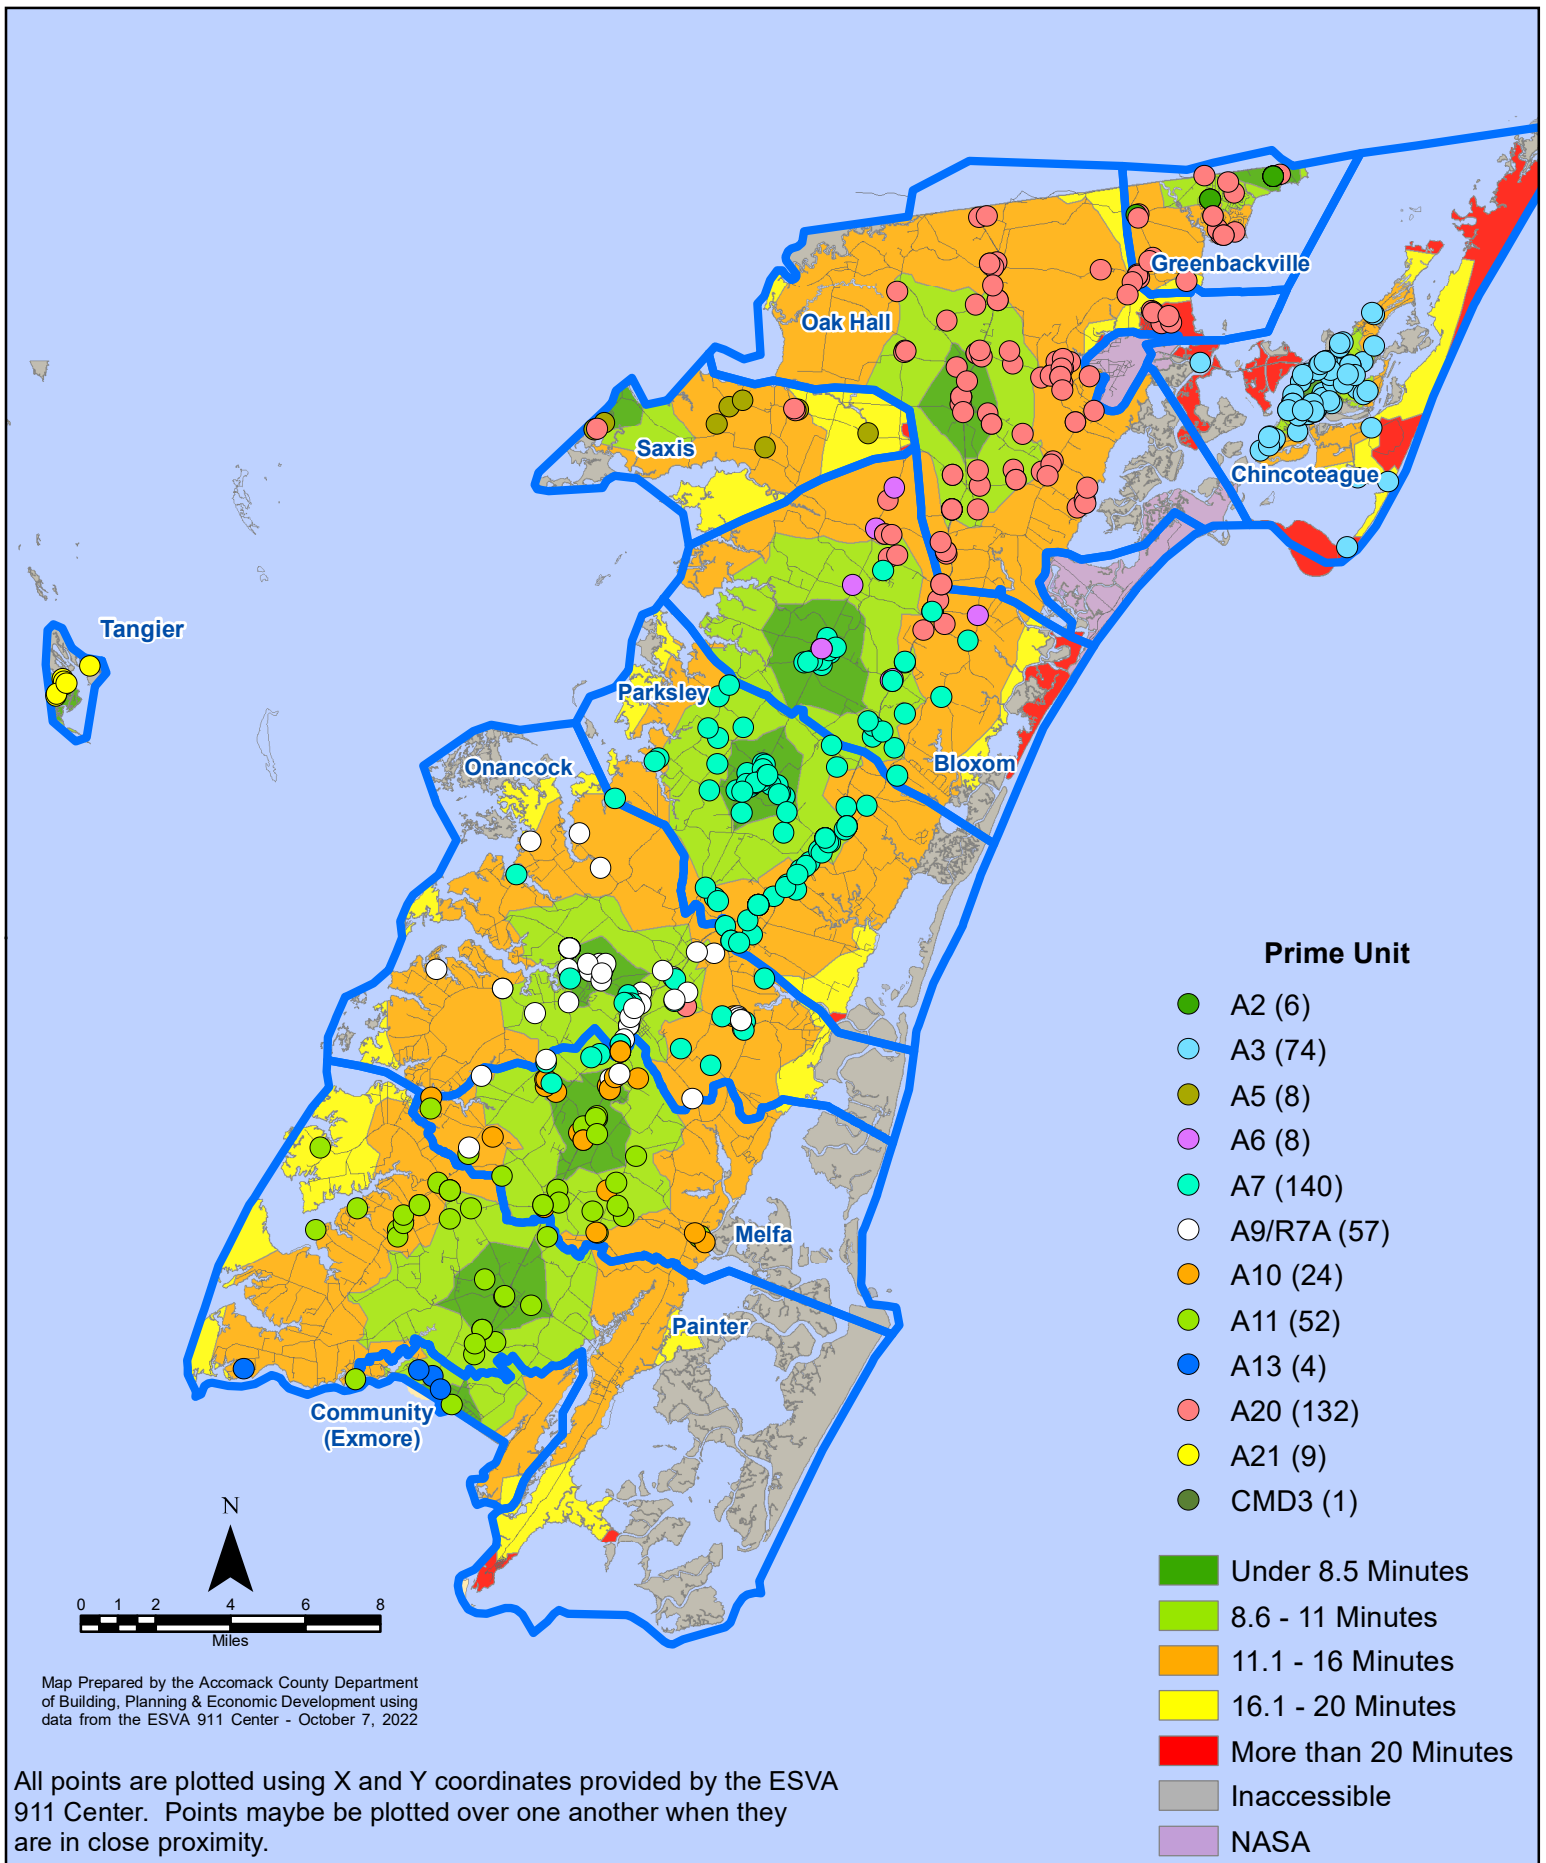 Greenbackville
Oak Hall
Saxis
Chincoteague
Tangier
Parksley
Onancock
Bloxom
Melfa
Painter
Community
(Exmore)
Prime Unit
A2 (6)
A3 (74)
A5 (8)
A6 (8)
A7 (140)
A9/R7A (57)
A10 (24)
A11 (52)
A13 (4)
A20 (132)
A21 (9)
CMD3 (1)
Under 8.5 Minutes
8.6 - 11 Minutes
11.1 - 16 Minutes
16.1 - 20 Minutes
More than 20 Minutes
Inaccessible
NASA
N
0 1 2 4 6 8
Miles
Map Prepared by the Accomack County Department
of Building, Planning & Economic Development using
data from the ESVA 911 Center - October 7, 2022
All points are plotted using X and Y coordinates provided by the ESVA
911 Center. Points maybe be plotted over one another when they
are in close proximity.